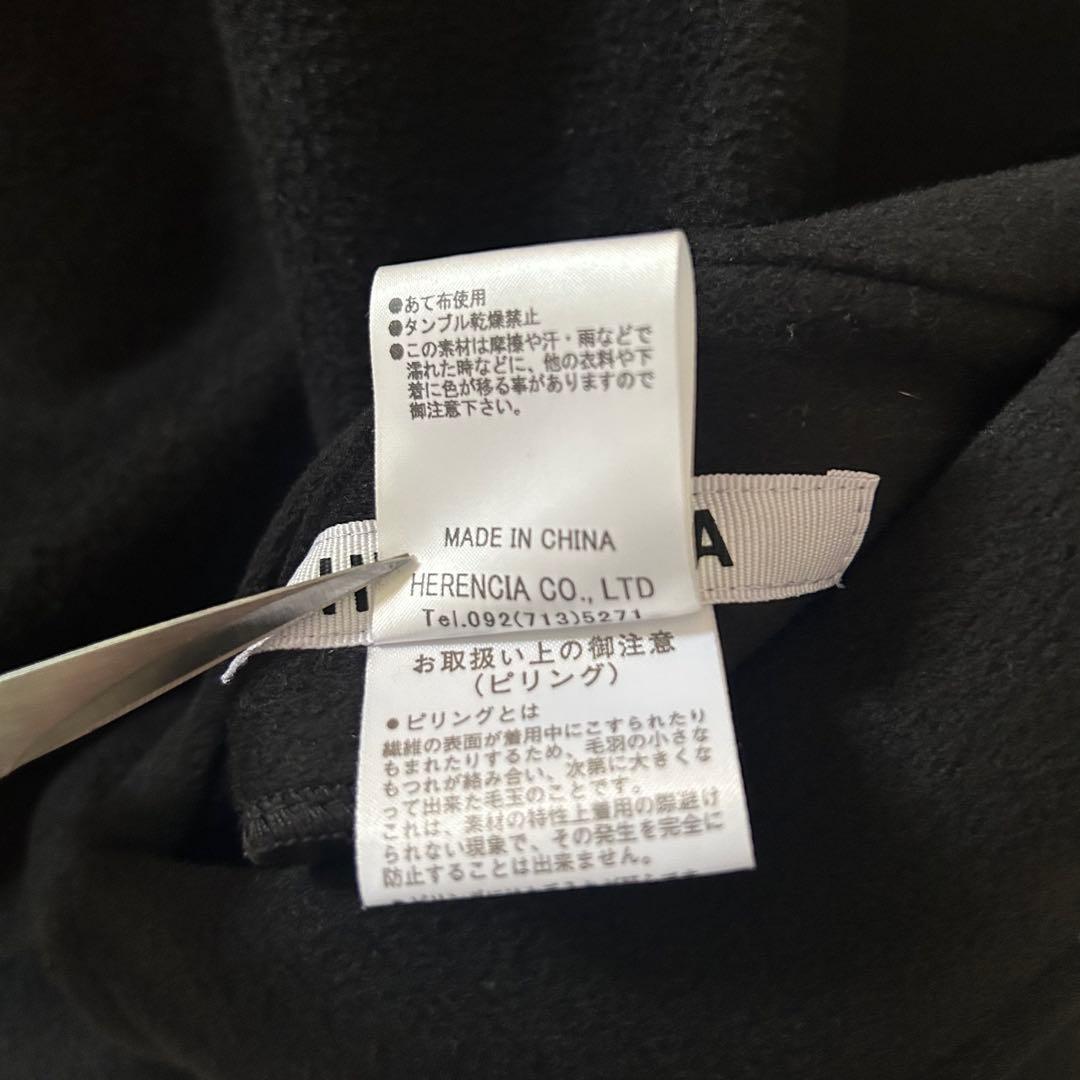 ●あて布使用
●タンブル乾燥禁止
●この素材は摩擦や汗・雨などで
濡れた時などに、他の衣料や下
着に色が移る事がありますので
御注意下さい。
MADE IN CHINA
HERENCIA CO., LTD
Tel.092(713)5271
お取扱い上の御注意
(ピリング)
●ピリングとは
繊維の表面が着用中にこすられたり
もまれたりするため、毛羽の小さな
もつれが絡み合い、次第に大きくな
って出来た毛玉のことです。
これは、素材の特性上着用の際避け
られない現象で、その発生を完全に
防止することは出来ません。